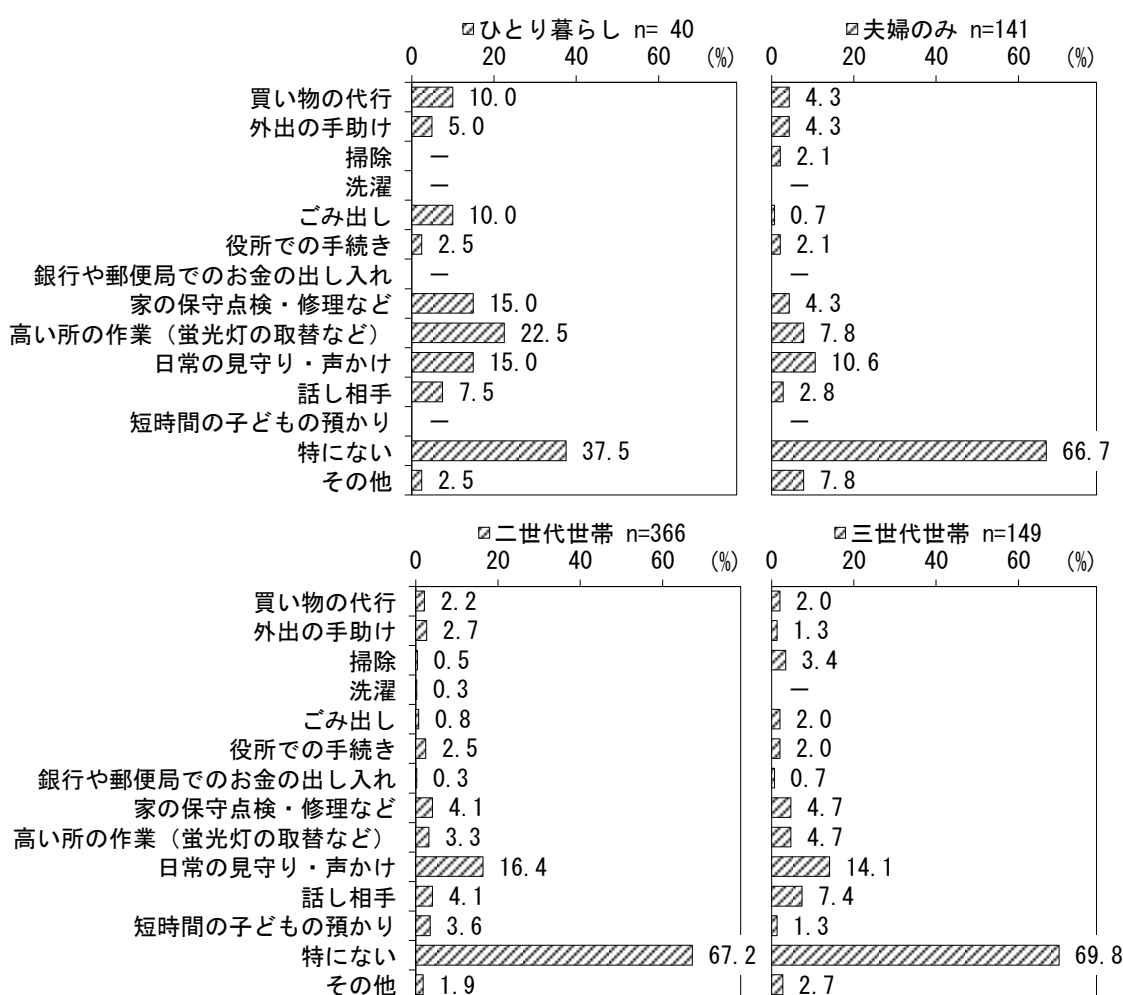 ひとり暮らし n= 40 夫婦のみ n=141
0 20 40 60 (%) 0 20 40 60 (%)
買い物の代行 10.0 4.3
外出の手助け 5.0 4.3
掃除 － 2.1
洗濯 － －
ごみ出し 10.0 0.7
役所での手続き 2.5 2.1
銀行や郵便局でのお金の出し入れ － －
家の保守点検・修理など 15.0 4.3
高い所の作業（蛍光灯の取替など） 22.5 7.8
日常の見守り・声かけ 15.0 10.6
話し相手 7.5 2.8
短時間の子どもの預かり － －
特にない 37.5 66.7
その他 2.5 7.8
二世代世帯 n=366 三世代世帯 n=149
0 20 40 60 (%) 0 20 40 60 (%)
買い物の代行 2.2 2.0
外出の手助け 2.7 1.3
掃除 0.5 3.4
洗濯 0.3 －
ごみ出し 0.8 2.0
役所での手続き 2.5 2.0
銀行や郵便局でのお金の出し入れ 0.3 0.7
家の保守点検・修理など 4.1 4.7
高い所の作業（蛍光灯の取替など） 3.3 4.7
日常の見守り・声かけ 16.4 14.1
話し相手 4.1 7.4
短時間の子どもの預かり 3.6 1.3
特にない 67.2 69.8
その他 1.9 2.7